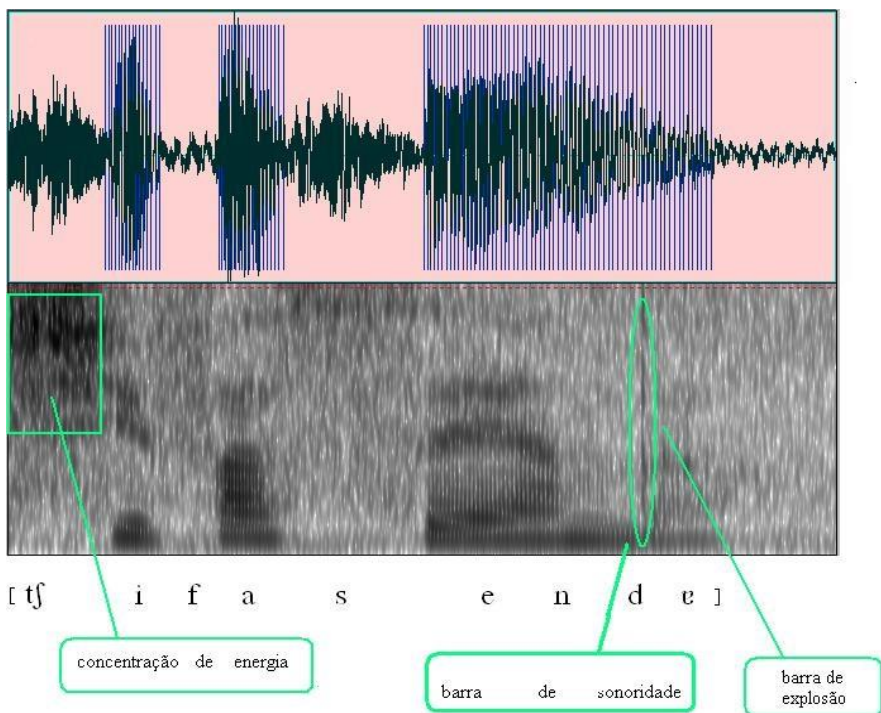 [ tʃ i f a s e n d ɐ ]
concentração de energia
barra de sonoridade
barra de
explosão